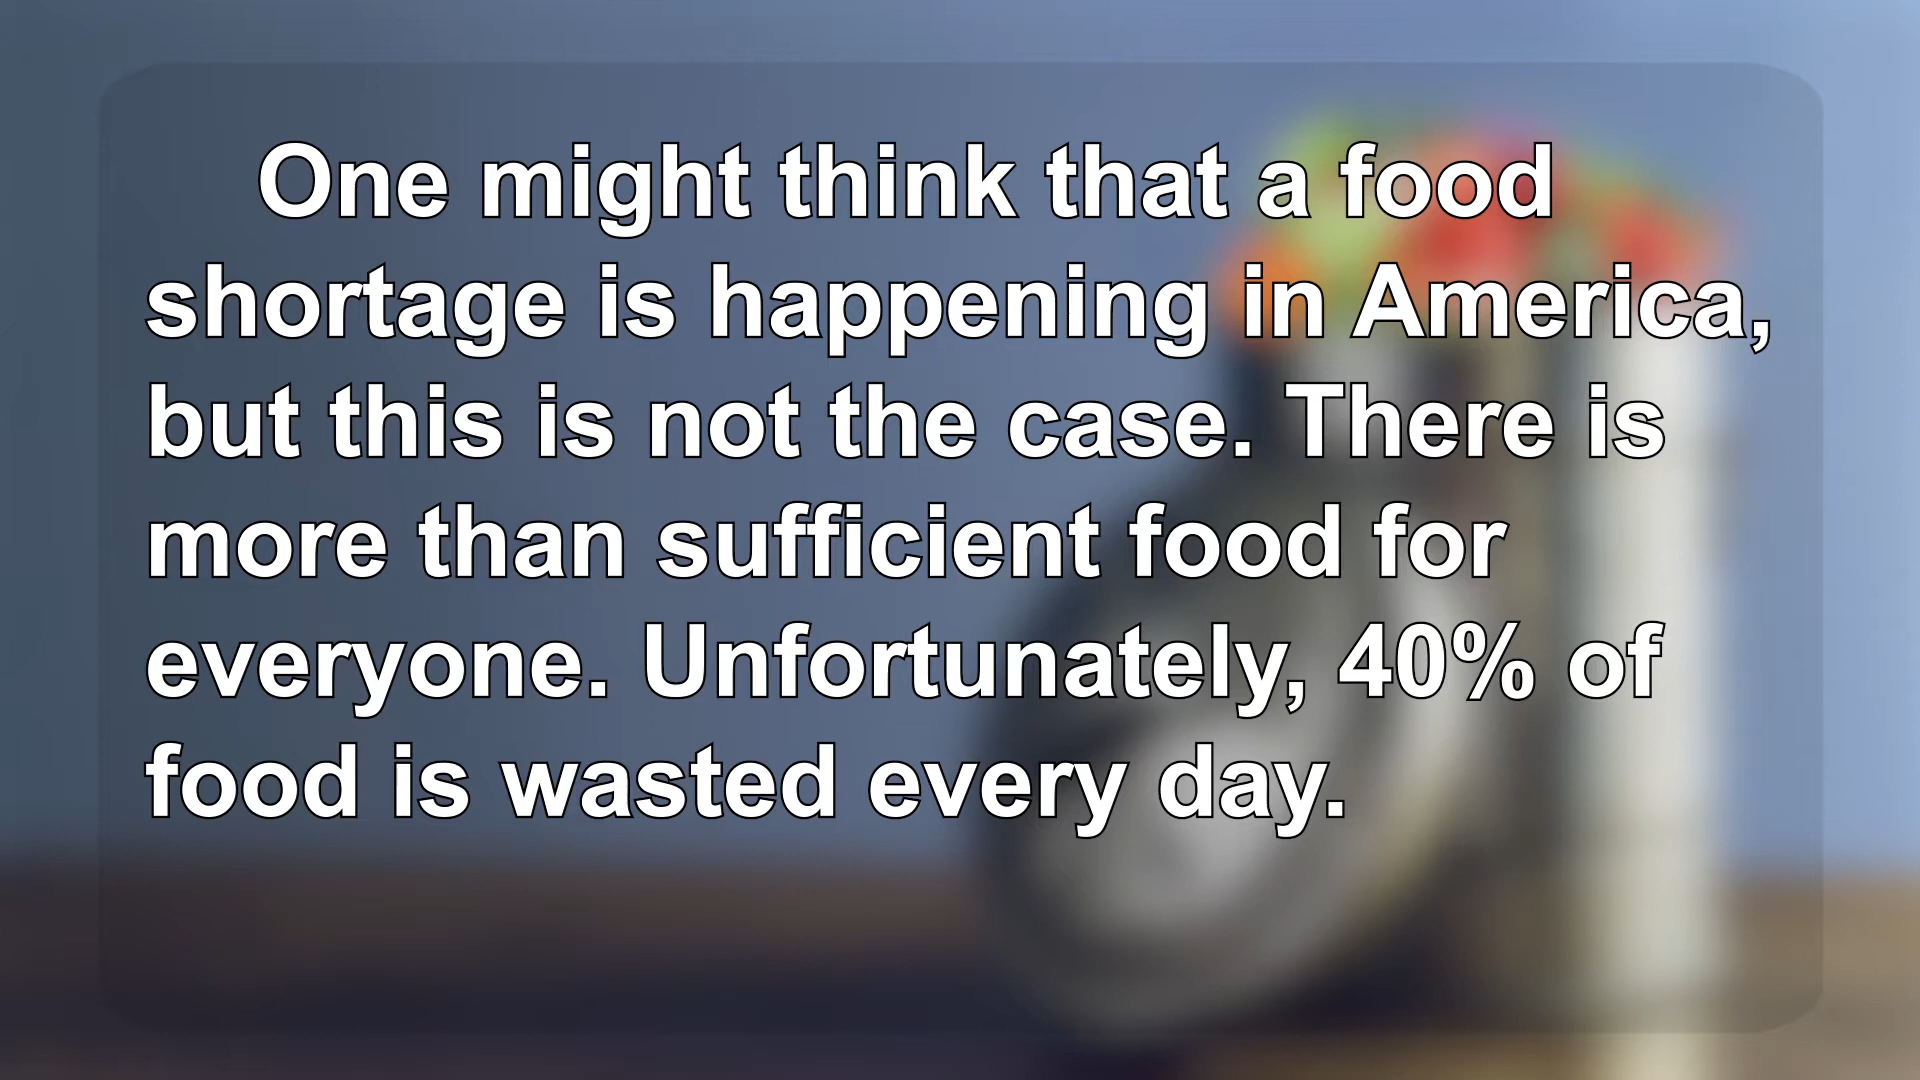 One might think that a food
shortage is happening in America,
but this is not the case. There is
more than sufficient food for
everyone. Unfortunately, 40% of
food is wasted every day.